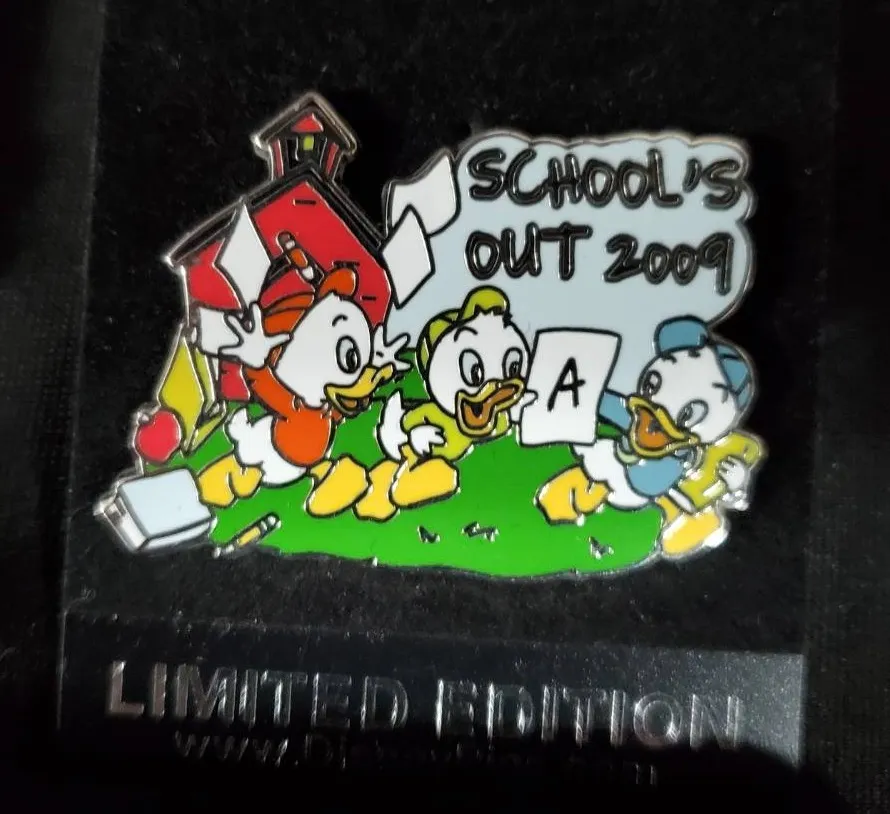 SCHOOL'S
OUT 2009
A
LIMITED EDITION